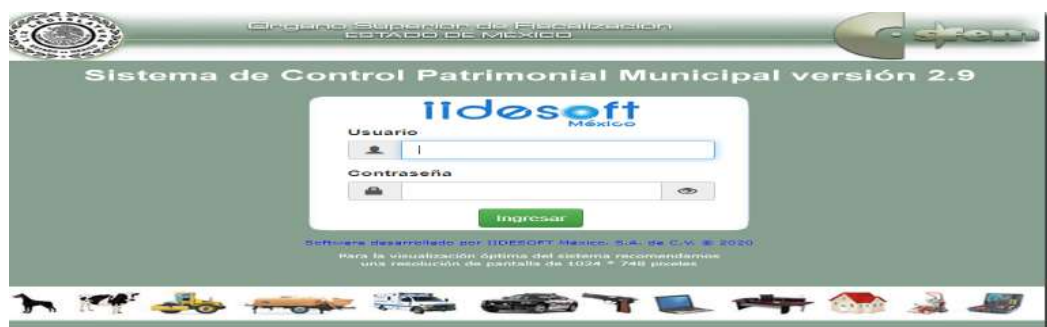 Órgano Superior de Fiscalización
ESTADO DE MÉXICO
osfem
Sistema de Control Patrimonial Municipal versión 2.9
iidesoft
México
Usuario
Contraseña
Ingresar
Software desarrollado por IIDESOFT México, S.A. de C.V. ® 2020
Para la visualización óptima del sistema recomendamos
una resolución de pantalla de 1024 * 748 pixeles